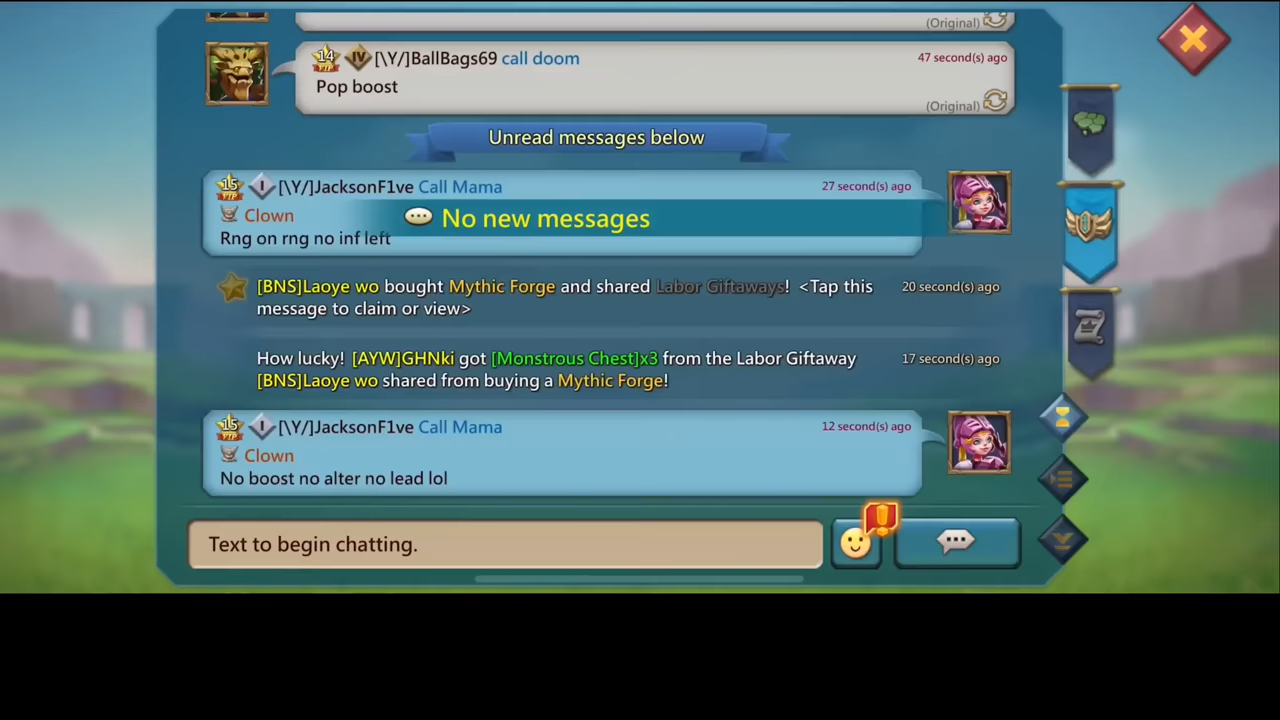 (Original)
14 VIP IV [\Y/]BallBags69 call doom 47 second(s) ago
Pop boost
(Original)
Unread messages below
15 VIP I [\Y/]JacksonF1ve Call Mama 27 second(s) ago
Clown
No new messages
Rng on rng no inf left
[BNS]Laoye wo bought Mythic Forge and shared Labor Giftaways! <Tap this 20 second(s) ago
message to claim or view>
How lucky! [AYW]GHNki got [Monstrous Chest]x3 from the Labor Giftaway 17 second(s) ago
[BNS]Laoye wo shared from buying a Mythic Forge!
15 VIP I [\Y/]JacksonF1ve Call Mama 12 second(s) ago
Clown
No boost no alter no lead lol
Text to begin chatting.